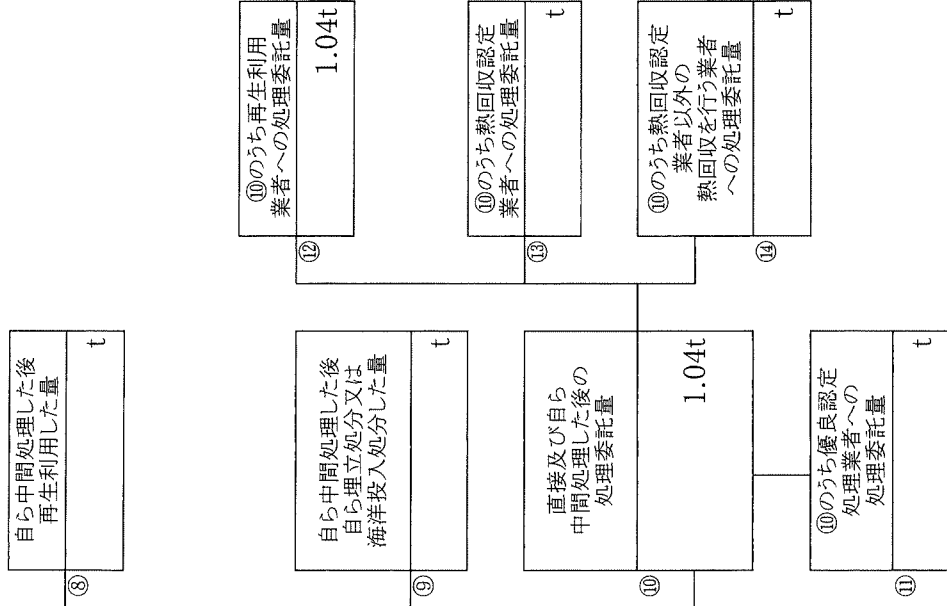 ⑧
自ら中間処理した後
再生利用した量
t
⑨
自ら中間処理した後
自ら埋立処分又は
海洋投入処分した量
t
⑩
直接及び自ら
中間処理した後の
処理委託量
1.04t
⑪
⑩のうち優良認定
処理業者への
処理委託量
t
⑫
⑩のうち再生利用
業者への処理委託量
1.04t
⑬
⑩のうち熱回収認定
業者への処理委託量
t
⑭
⑩のうち熱回収認定
業者以外の
熱回収を行う業者
への処理委託量
t